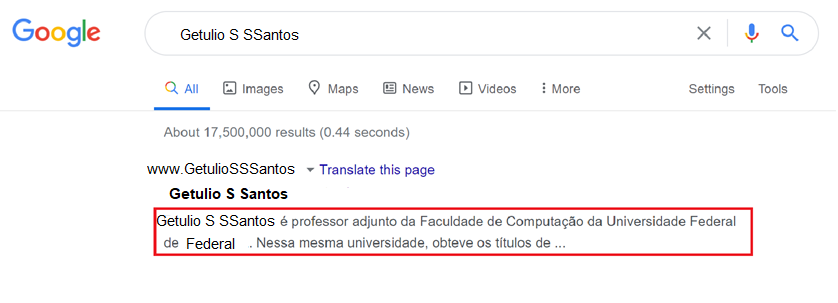 Google
Getulio S SSantos
All Images Maps News Videos More Settings Tools
About 17,500,000 results (0.44 seconds)
www.GetulioSSSantos Translate this page
Getulio S Santos
Getulio S SSantos é professor adjunto da Faculdade de Computação da Universidade Federal
de Federal . Nessa mesma universidade, obteve os títulos de ...